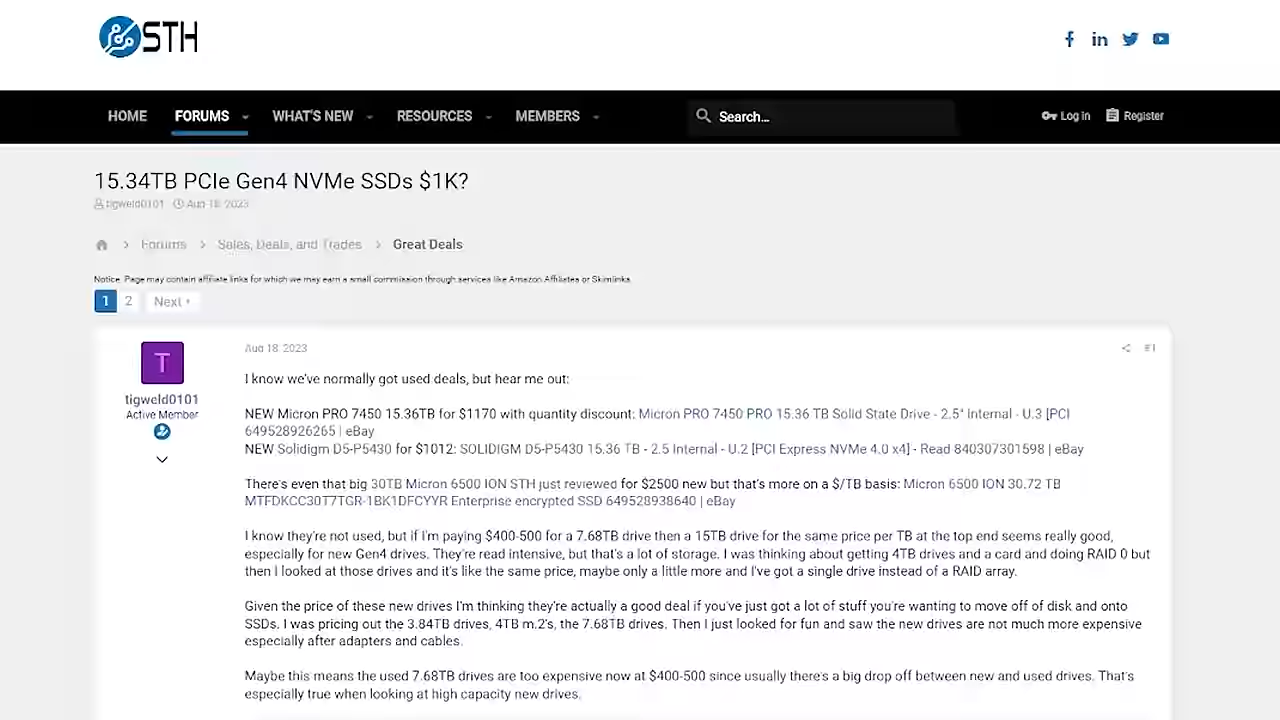 STH
HOME FORUMS WHAT'S NEW RESOURCES MEMBERS Search... Log in Register
15.34TB PCIe Gen4 NVMe SSDs $1K?
tigweld0101 Aug 18, 2023
Forums Sales, Deals, and Trades Great Deals
Notice: Page may contain affiliate links for which we may earn a small commission through services like Amazon Affiliates or Skimlinks.
1 2 Next
Aug 18, 2023 #1
T
tigweld0101
Active Member
I know we've normally got used deals, but hear me out:
NEW Micron PRO 7450 15.36TB for $1170 with quantity discount: Micron PRO 7450 PRO 15.36 TB Solid State Drive - 2.5" Internal - U.3 [PCI
649528926265 | eBay
NEW Solidigm D5-P5430 for $1012: SOLIDIGM D5-P5430 15.36 TB - 2.5 Internal - U.2 [PCI Express NVMe 4.0 x4] - Read 840307301598 | eBay
There's even that big 30TB Micron 6500 ION STH just reviewed for $2500 new but that's more on a $/TB basis: Micron 6500 ION 30.72 TB
MTFDKCC30T7TGR-1BK1DFCYYR Enterprise encrypted SSD 649528938640 | eBay
I know they're not used, but if I'm paying $400-500 for a 7.68TB drive then a 15TB drive for the same price per TB at the top end seems really good,
especially for new Gen4 drives. They're read intensive, but that's a lot of storage. I was thinking about getting 4TB drives and a card and doing RAID 0 but
then I looked at those drives and it's like the same price, maybe only a little more and I've got a single drive instead of a RAID array.
Given the price of these new drives I'm thinking they're actually a good deal if you've just got a lot of stuff you're wanting to move off of disk and onto
SSDs. I was pricing out the 3.84TB drives, 4TB m.2's, the 7.68TB drives. Then I just looked for fun and saw the new drives are not much more expensive
especially after adapters and cables.
Maybe this means the used 7.68TB drives are too expensive now at $400-500 since usually there's a big drop off between new and used drives. That's
especially true when looking at high capacity new drives.